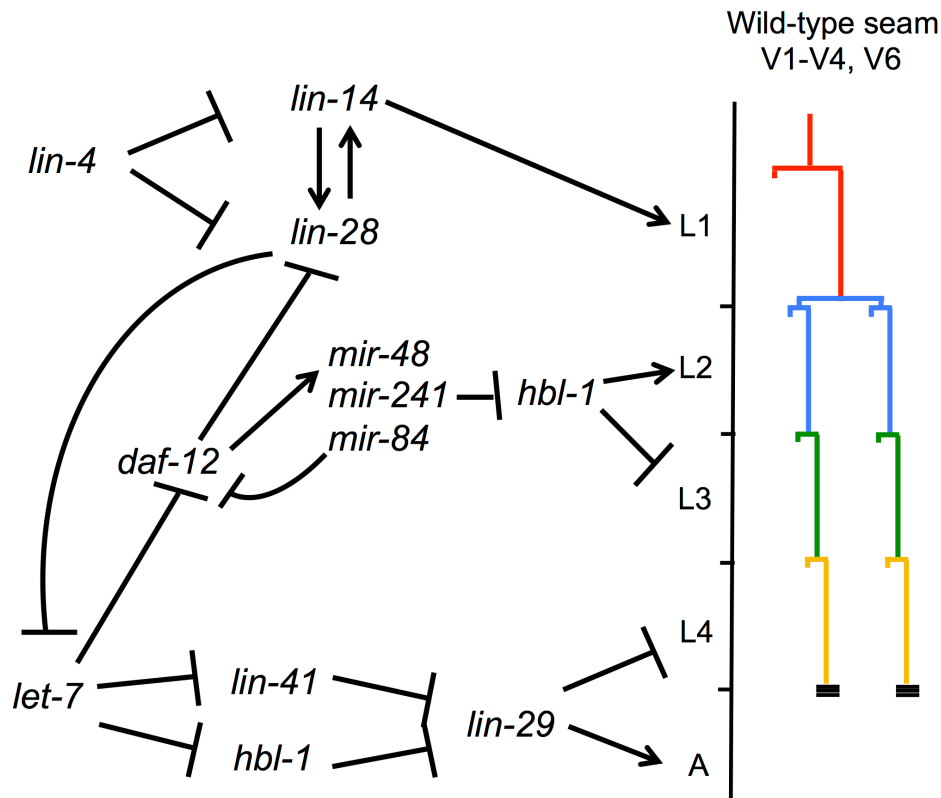 Wild-type seam
V1-V4, V6
lin-14
lin-4
L1
lin-28
mir-48
L2
mir-241
hbl-1
mir-84
daf-12
L3
L4
lin-41
let-7
lin-29
hbl-1
A